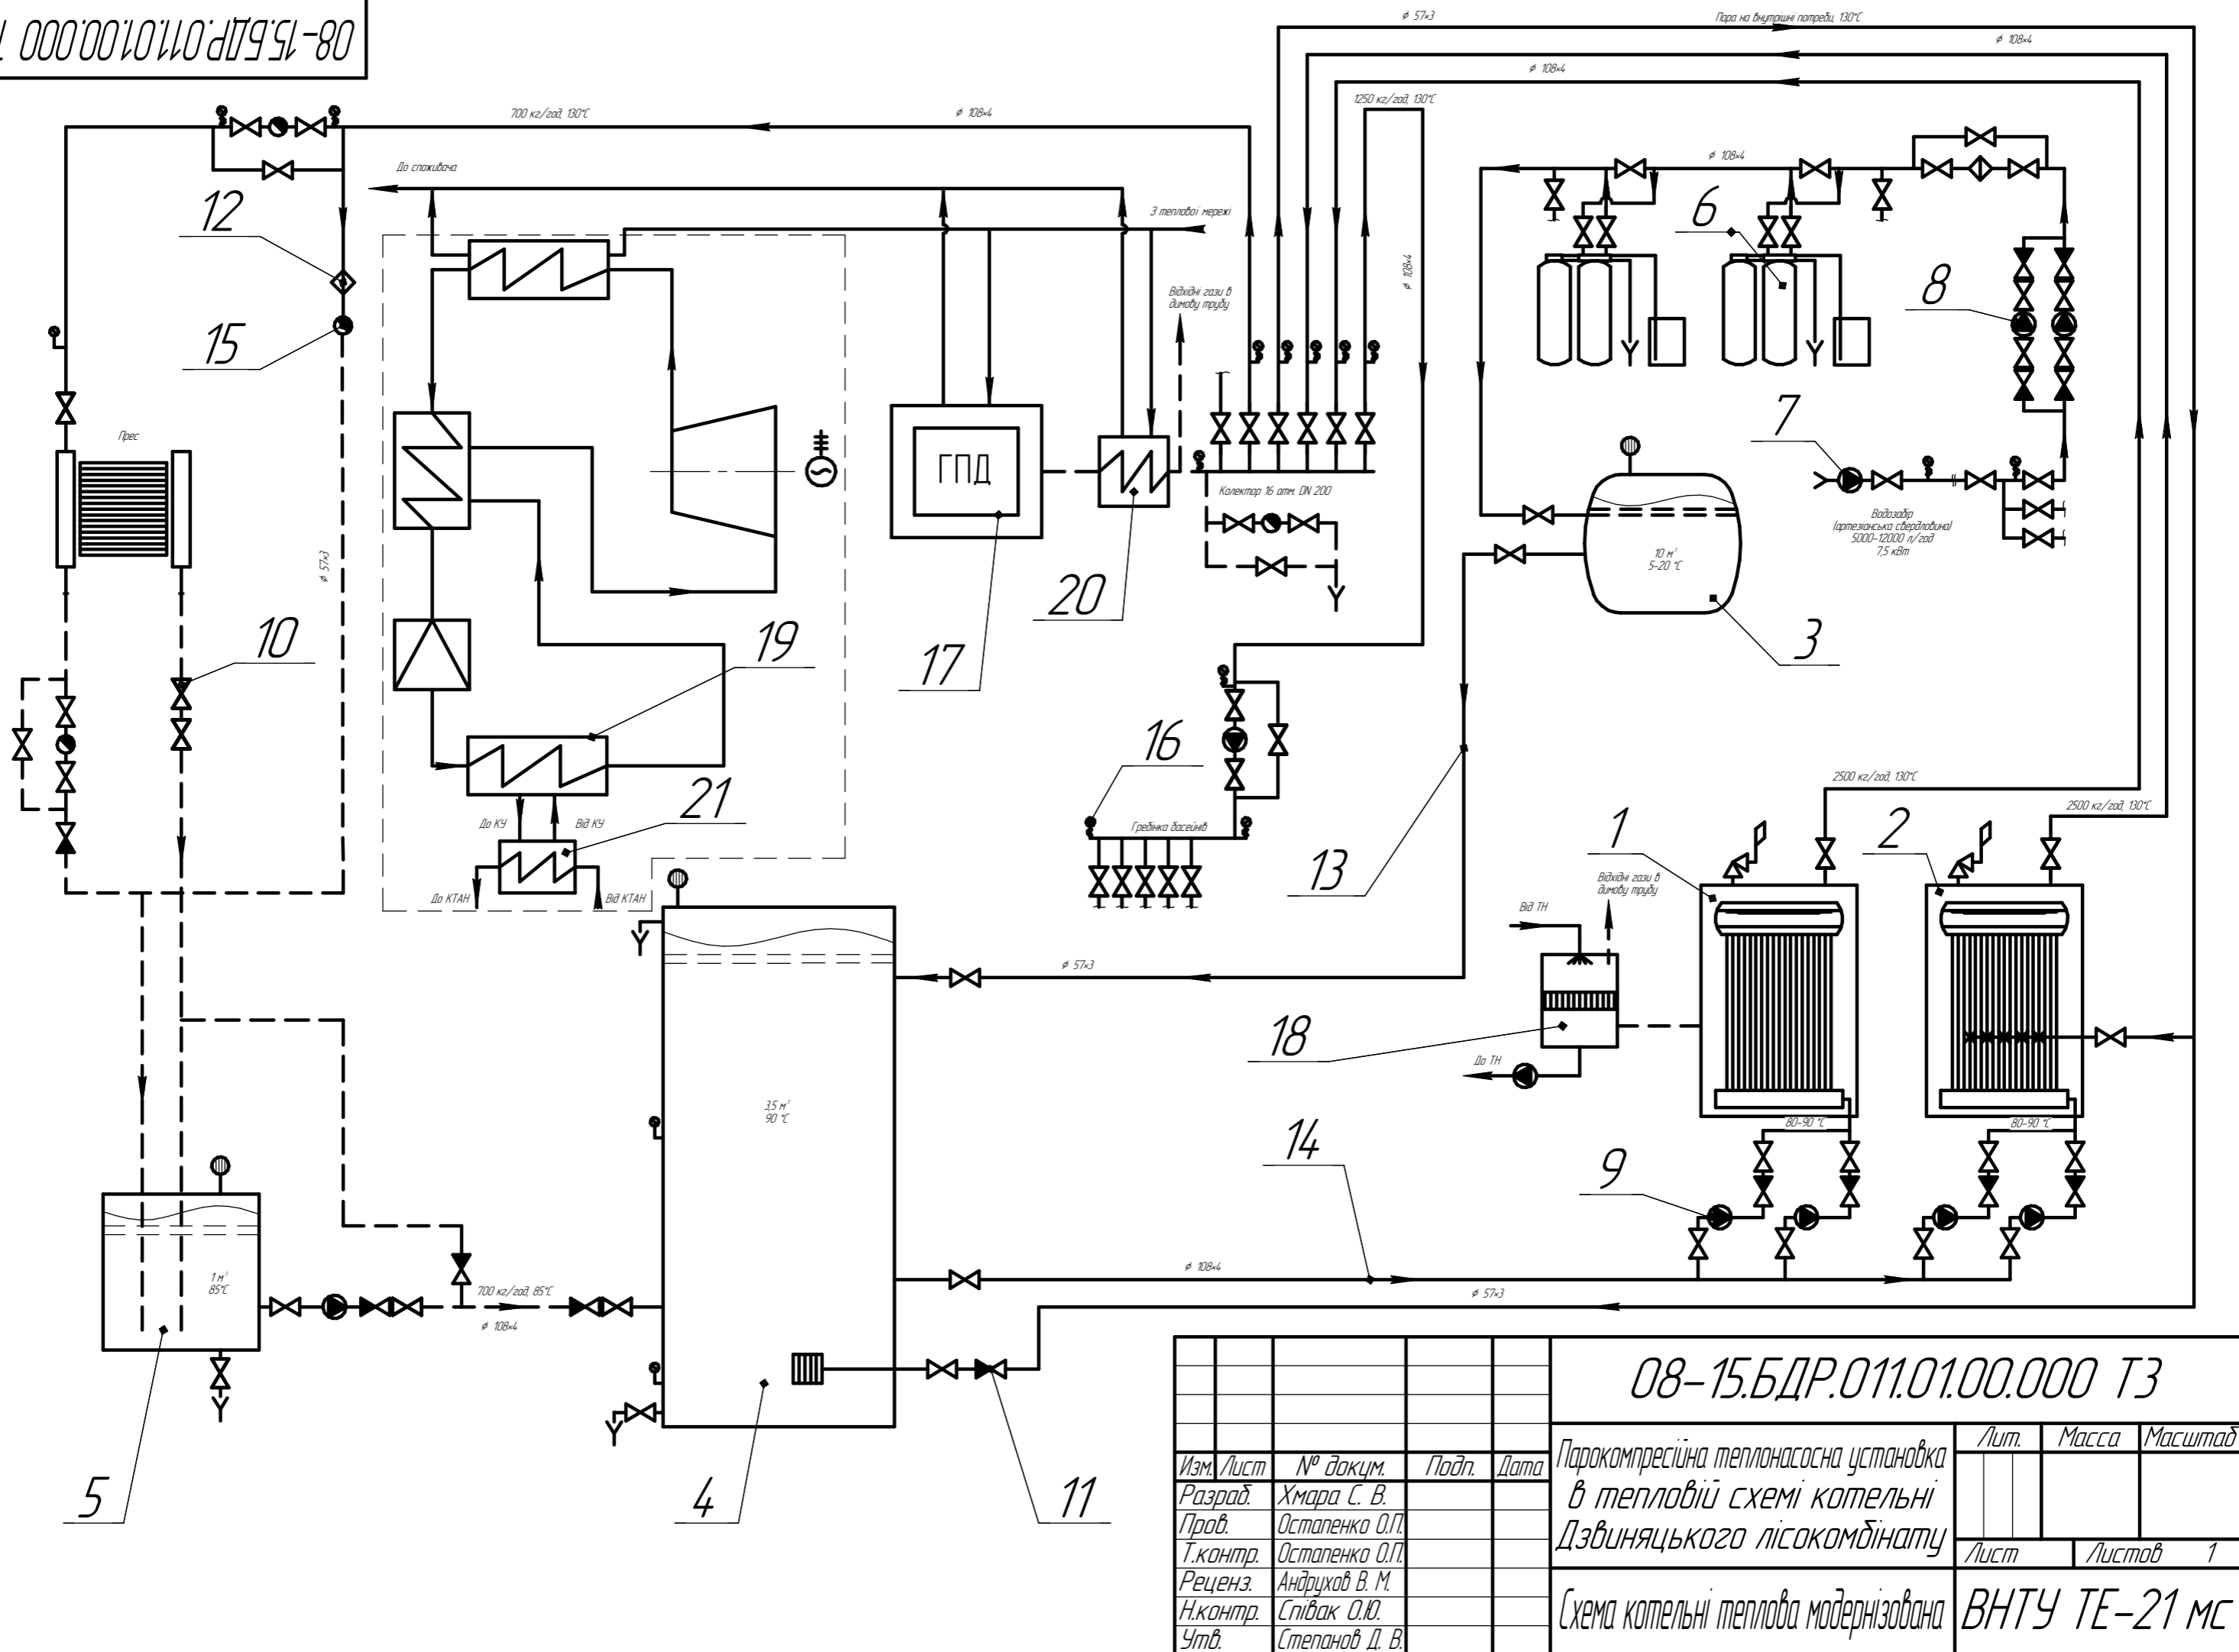 08-15.БДР.011.01.00.000 Т
ϕ 57×3
Пара на внутрішні потреби, 130°С
ϕ 108×4
ϕ 108×4
1250 кг/год, 130°С
700 кг/год, 130°С
ϕ 108×4
До споживача
ϕ 108×4
З теплової мережі
12
6
ϕ 108×4
Відхідні гази в
димову трубу
8
15
7
Прес
ГПД
Колектор 16 атм. DN 200
Водозабір
(артезіанська свердловина)
5000-12000 л/год
7,5 кВт
10 м³
5-20 °С
ϕ 57×3
20
10
19
17
3
16
21
До КУ
Від КУ
Гребінка басейнів
2500 кг/год, 130°С
2500 кг/год, 130°С
1
2
13
До КТАН
Від КТАН
Відхідні гази в
димову трубу
Від ТН
ϕ 57×3
18
До ТН
3,5 м³
90 °С
80-90 °С
80-90 °С
14
9
1 м³
85°С
ϕ 108×4
700 кг/год, 85°С
ϕ 108×4
ϕ 57×3
5
4
11
08-15.БДР.011.01.00.000 ТЗ
Парокомпресійна теплонасосна установка
в тепловій схемі котельні
Дзвиняцького лісокомбінату
Лит.
Масса
Масштаб
Изм.
Лист
№ докум.
Подп.
Дата
Разраб.
Хмара С. В.
Пров.
Остапенко О.П.
Т.контр.
Остапенко О.П.
Лист
Листов 1
Реценз.
Андрухов В. М.
Н.контр.
Співак О.Ю.
Утв.
Степанов Д. В.
Схема котельні теплова модернізована
ВНТУ ТЕ-21 мс